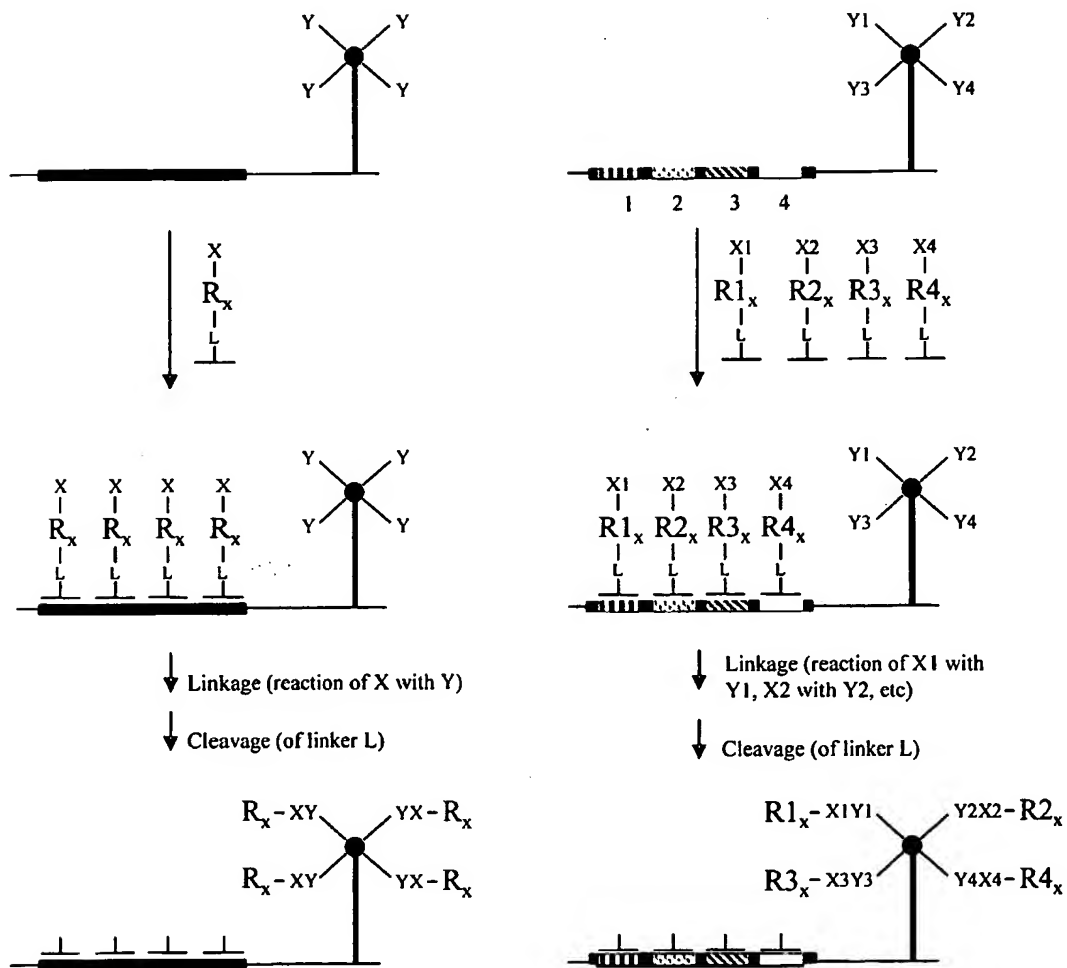 Y Y
Y Y
X
R_x
L
X X X X
R_x R_x R_x R_x
L L L L
Y Y
Y Y
Linkage (reaction of X with Y)
Cleavage (of linker L)
R_x-XY YX-R_x
R_x-XY YX-R_x
Y1 Y2
Y3 Y4
1 2 3 4
X1 X2 X3 X4
R1_x R2_x R3_x R4_x
L L L L
X1 X2 X3 X4
R1_x R2_x R3_x R4_x
L L L L
Y1 Y2
Y3 Y4
Linkage (reaction of X1 with
Y1, X2 with Y2, etc)
Cleavage (of linker L)
R1_x-X1Y1 Y2X2-R2_x
R3_x-X3Y3 Y4X4-R4_x